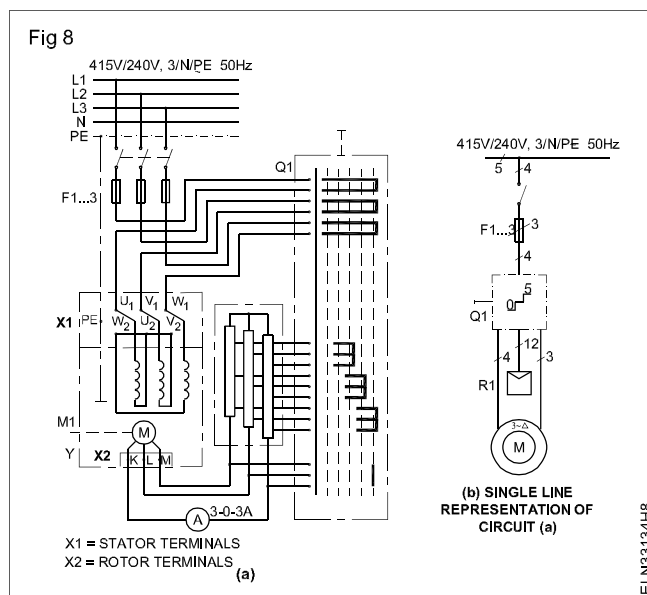 Fig 8
415V/240V, 3/N/PE 50Hz
L1
L2
L3
N
PE
Q1
F1...3
U1 V1 W1
X1 PE W2 U2 V2
M1
M
Y X2 K L M
A 3-0-3A
X1 = STATOR TERMINALS
X2 = ROTOR TERMINALS
(a)
415V/240V, 3/N/PE 50Hz
5 4
F1...3 3
4
0 5
Q1
4 12 3
R1
3~△
M
(b) SINGLE LINE
REPRESENTATION OF
CIRCUIT (a)
ELN33134H8